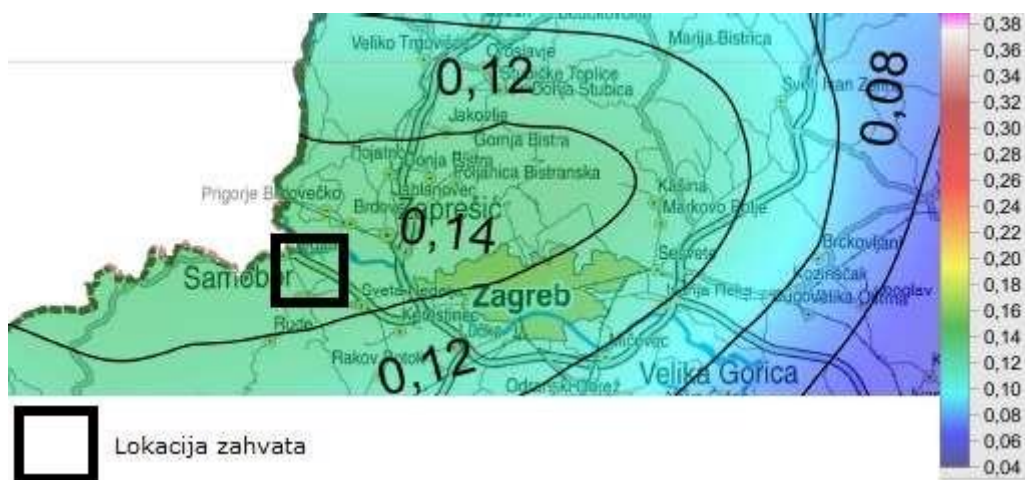 0,38
0,36
0,34
0,32
0,30
0,28
0,26
0,24
0,22
0,20
0,18
0,16
0,14
0,12
0,10
0,08
0,06
0,04
Veliko Trgovišće
Oroslavje
Marija Bistrica
Stubičke Toplice
Donja Stubica
0,12
0,08
Jakovlje
Gornja Bistra
Donja Bistra
Poljanica Bistranska
Prigorje Brdovečko
Jablanovec
Kašina
Brdovec
Zaprešić
Markovo Polje
0,14
Brckovljani
Samobor
Sesvete
Kozinščak
Zagreb
Rude
Rakov Potok
0,12
Velika Gorica
Lokacija zahvata